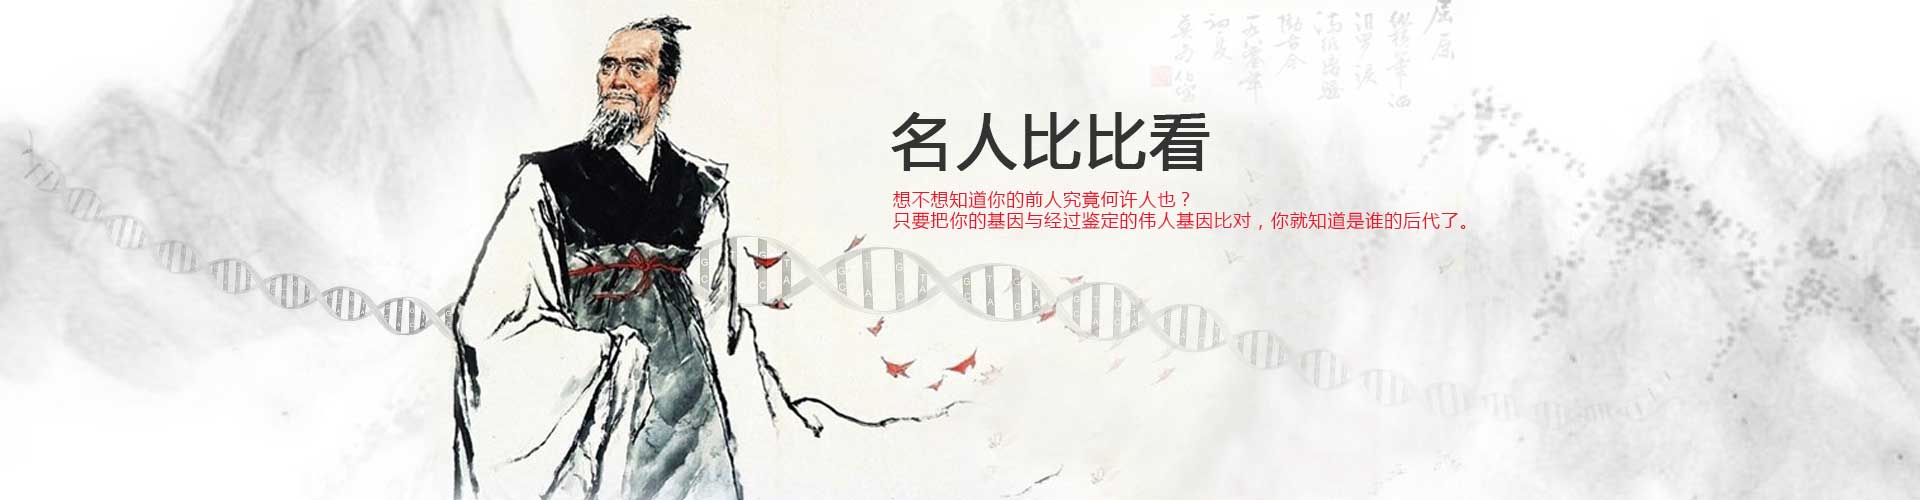 名人比比看
想不想知道你的前人究竟何许人也？
只要把你的基因与经过鉴定的伟人基因比对，你就知道是谁的后代了。
屈原